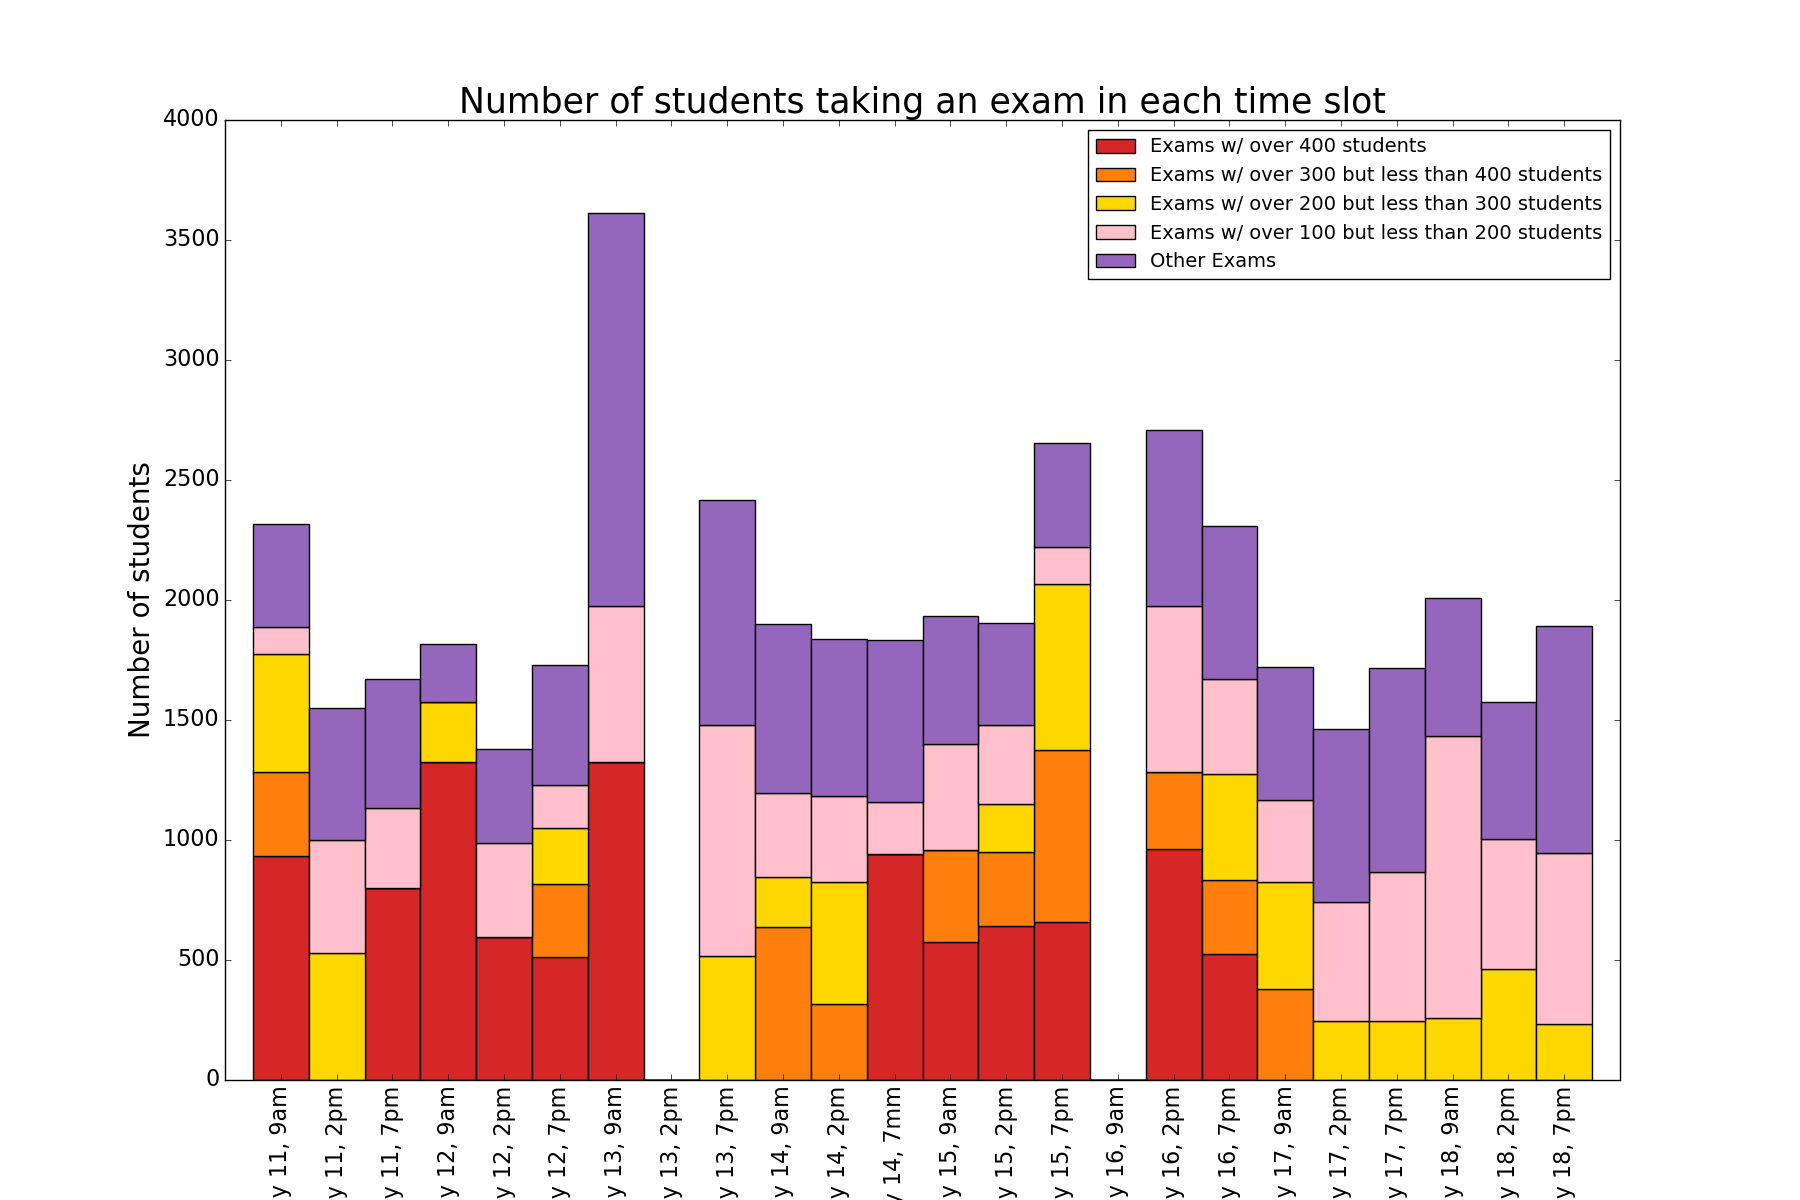 Number of students taking an exam in each time slot
Exams w/ over 400 students
Exams w/ over 300 but less than 400 students
Exams w/ over 200 but less than 300 students
Exams w/ over 100 but less than 200 students
Other Exams
Number of students
4000
3500
3000
2500
2000
1500
1000
500
0
y 11, 9am
y 11, 2pm
y 11, 7pm
y 12, 9am
y 12, 2pm
y 12, 7pm
y 13, 9am
y 13, 2pm
y 13, 7pm
y 14, 9am
y 14, 2pm
y 14, 7mm
y 15, 9am
y 15, 2pm
y 15, 7pm
y 16, 9am
y 16, 2pm
y 16, 7pm
y 17, 9am
y 17, 2pm
y 17, 7pm
y 18, 9am
y 18, 2pm
y 18, 7pm